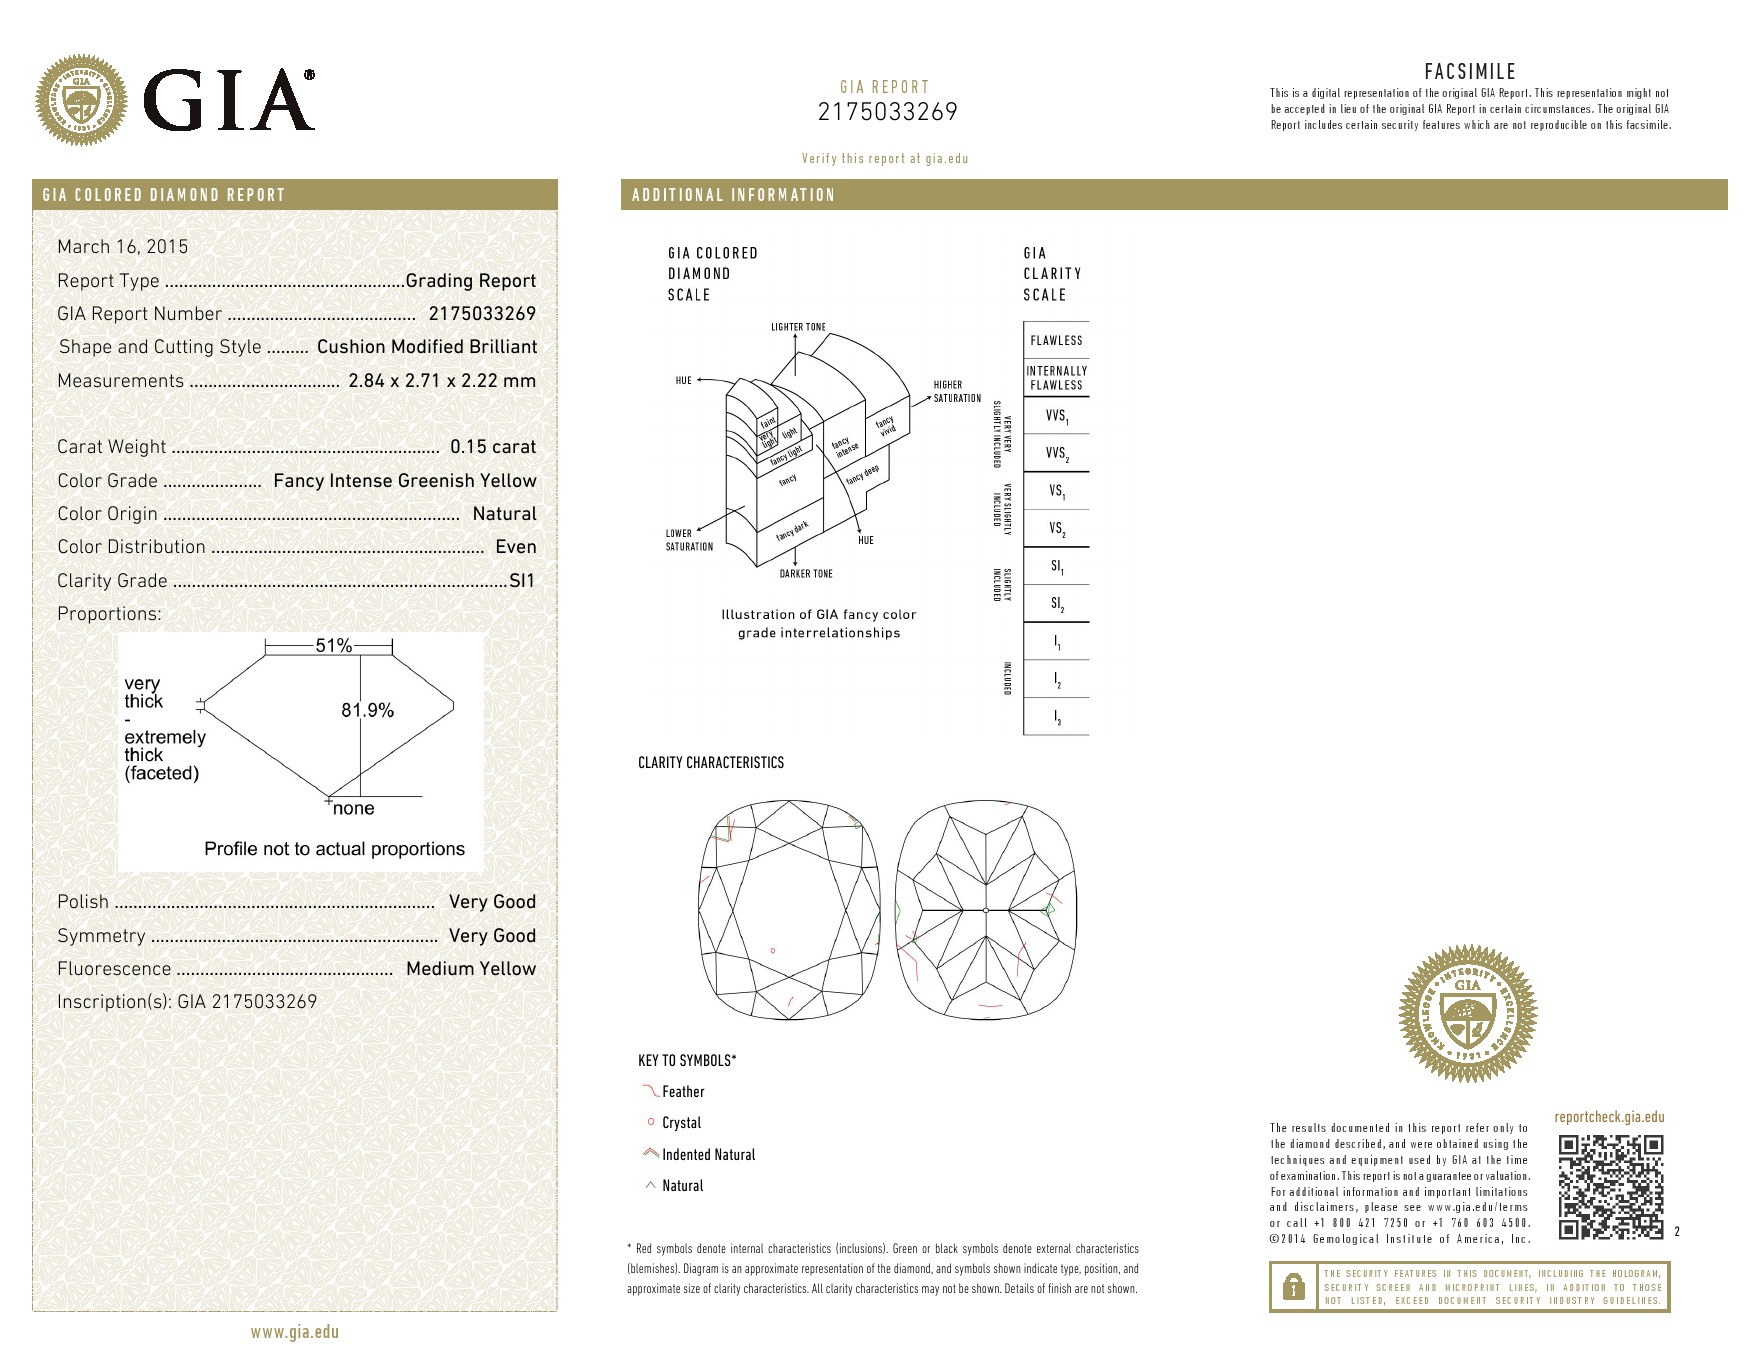 GIA®
GIA REPORT
2175033269
Verify this report at gia.edu
FACSIMILE
This is a digital representation of the original GIA Report. This representation might not
be accepted in lieu of the original GIA Report in certain circumstances. The original GIA
Report includes certain security features which are not reproducible on this facsimile.
GIA COLORED DIAMOND REPORT
March 16, 2015
Report Type ................................................... Grading Report
GIA Report Number ........................................ 2175033269
Shape and Cutting Style ......... Cushion Modified Brilliant
Measurements ................................ 2.84 x 2.71 x 2.22 mm
Carat Weight ......................................................... 0.15 carat
Color Grade ..................... Fancy Intense Greenish Yellow
Color Origin ............................................................... Natural
Color Distribution .......................................................... Even
Clarity Grade ....................................................................... SI1
Proportions:
51%
very
thick
-
extremely
thick
(faceted)
81.9%
none
Profile not to actual proportions
Polish .................................................................... Very Good
Symmetry ............................................................. Very Good
Fluorescence .............................................. Medium Yellow
Inscription(s): GIA 2175033269
www.gia.edu
ADDITIONAL INFORMATION
GIA COLORED
DIAMOND
SCALE
LIGHTER TONE
HUE
HIGHER
SATURATION
faint
very
light
light
fancy light
fancy
fancy
intense
fancy
vivid
fancy deep
fancy dark
LOWER
SATURATION
HUE
DARKER TONE
Illustration of GIA fancy color
grade interrelationships
GIA
CLARITY
SCALE
FLAWLESS
INTERNALLY
FLAWLESS
VERY VERY
SLIGHTLY INCLUDED
VVS1
VVS2
VERY SLIGHTLY
INCLUDED
VS1
VS2
SLIGHTLY
INCLUDED
SI1
SI2
INCLUDED
I1
I2
I3
CLARITY CHARACTERISTICS
KEY TO SYMBOLS*
Feather
Crystal
Indented Natural
Natural
* Red symbols denote internal characteristics (inclusions). Green or black symbols denote external characteristics
(blemishes). Diagram is an approximate representation of the diamond, and symbols shown indicate type, position, and
approximate size of clarity characteristics. All clarity characteristics may not be shown. Details of finish are not shown.
INTEGRITY
GIA
KNOWLEDGE
EXCELLENCE
1931
reportcheck.gia.edu
The results documented in this report refer only to
the diamond described, and were obtained using the
techniques and equipment used by GIA at the time
of examination. This report is not a guarantee or valuation.
For additional information and important limitations
and disclaimers, please see www.gia.edu/terms
or call +1 800 421 7250 or +1 760 603 4500.
©2014 Gemological Institute of America, Inc.
2
THE SECURITY FEATURES IN THIS DOCUMENT, INCLUDING THE HOLOGRAM,
SECURITY SCREEN AND MICROPRINT LINES, IN ADDITION TO THOSE
NOT LISTED, EXCEED DOCUMENT SECURITY INDUSTRY GUIDELINES.